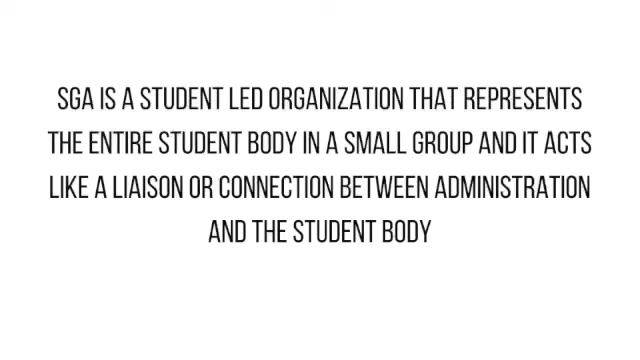 SGA IS A STUDENT LED ORGANIZATION THAT REPRESENTS
THE ENTIRE STUDENT BODY IN A SMALL GROUP AND IT ACTS
LIKE A LIAISON OR CONNECTION BETWEEN ADMINISTRATION
AND THE STUDENT BODY